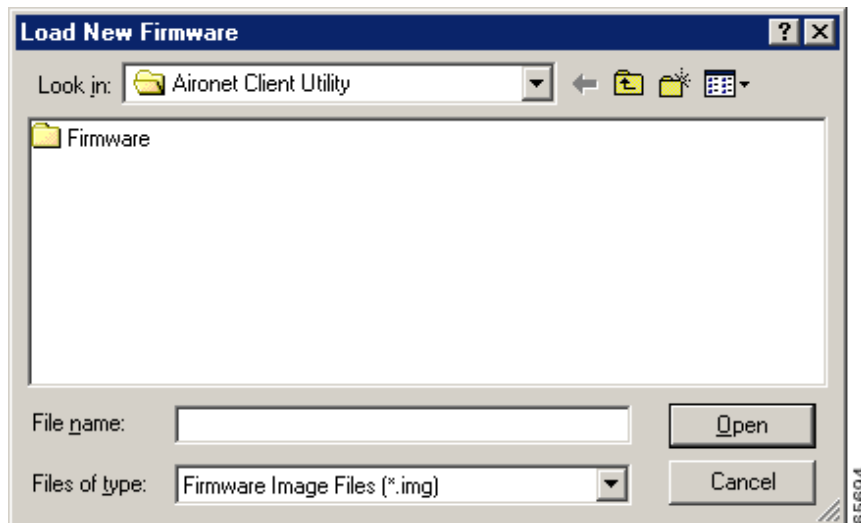 Load New Firmware
Look in: Aironet Client Utility
Firmware
File name: Open
Files of type: Firmware Image Files (*.img) Cancel
65694